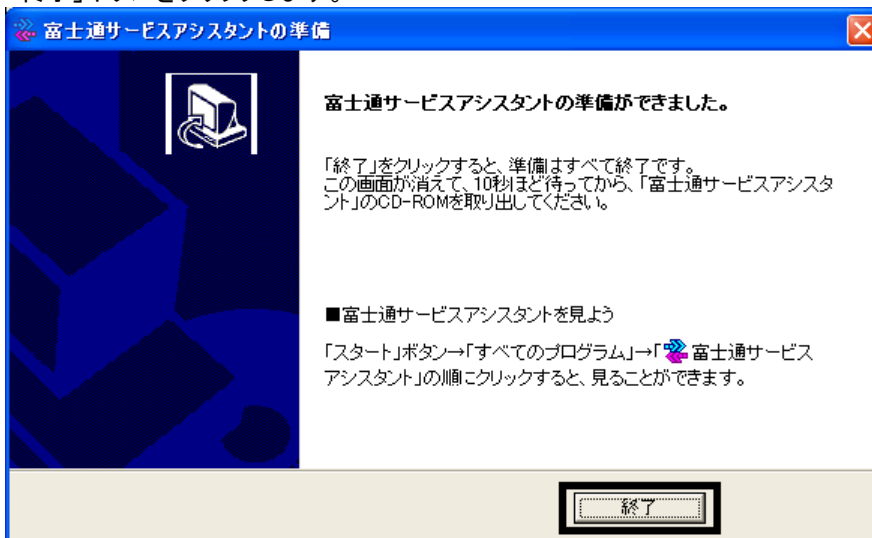 富士通サービスアシスタントの準備
富士通サービスアシスタントの準備ができました。
「終了」をクリックすると、準備はすべて終了です。
この画面が消えて、10秒ほど待ってから、「富士通サービスアシスタ
ント」のCD-ROMを取り出してください。
■富士通サービスアシスタントを見よう
「スタート」ボタン→「すべてのプログラム」→「富士通サービス
アシスタント」の順にクリックすると、見ることができます。
終了